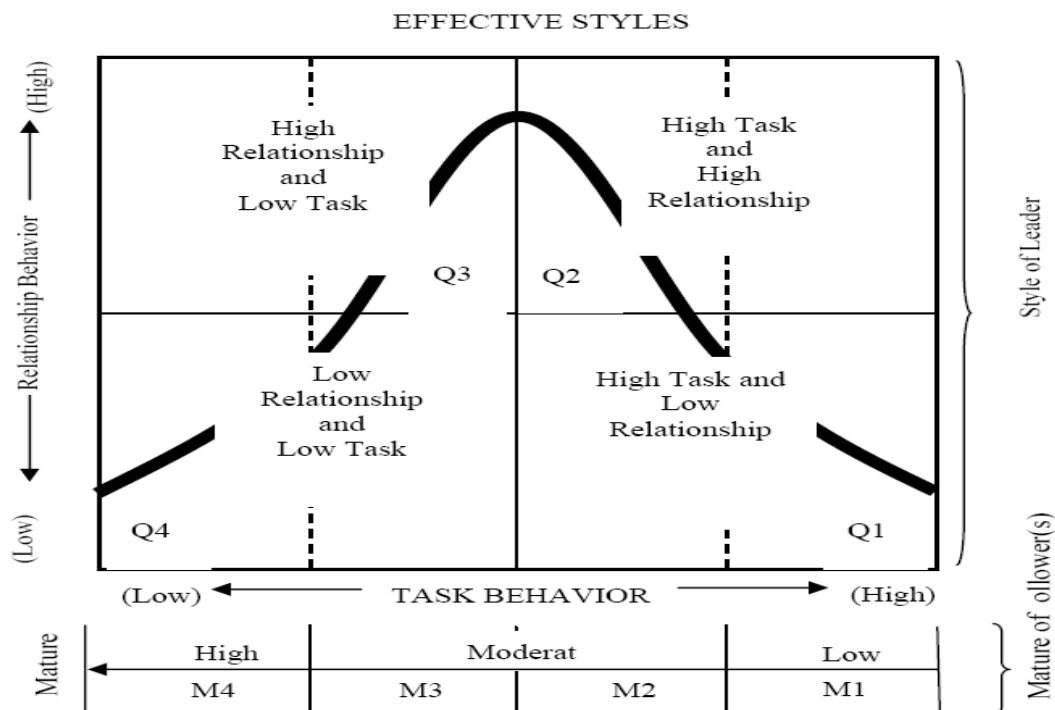 EFFECTIVE STYLES
(High)
Relationship Behavior
(Low)
High
Relationship
and
Low Task
High Task
and
High
Relationship
Q3
Q2
Low
Relationship
and
Low Task
High Task and
Low
Relationship
Q4
Q1
Style of Leader
(Low)
TASK BEHAVIOR
(High)
Mature
High
Moderat
Low
M4
M3
M2
M1
Mature of ollower(s)